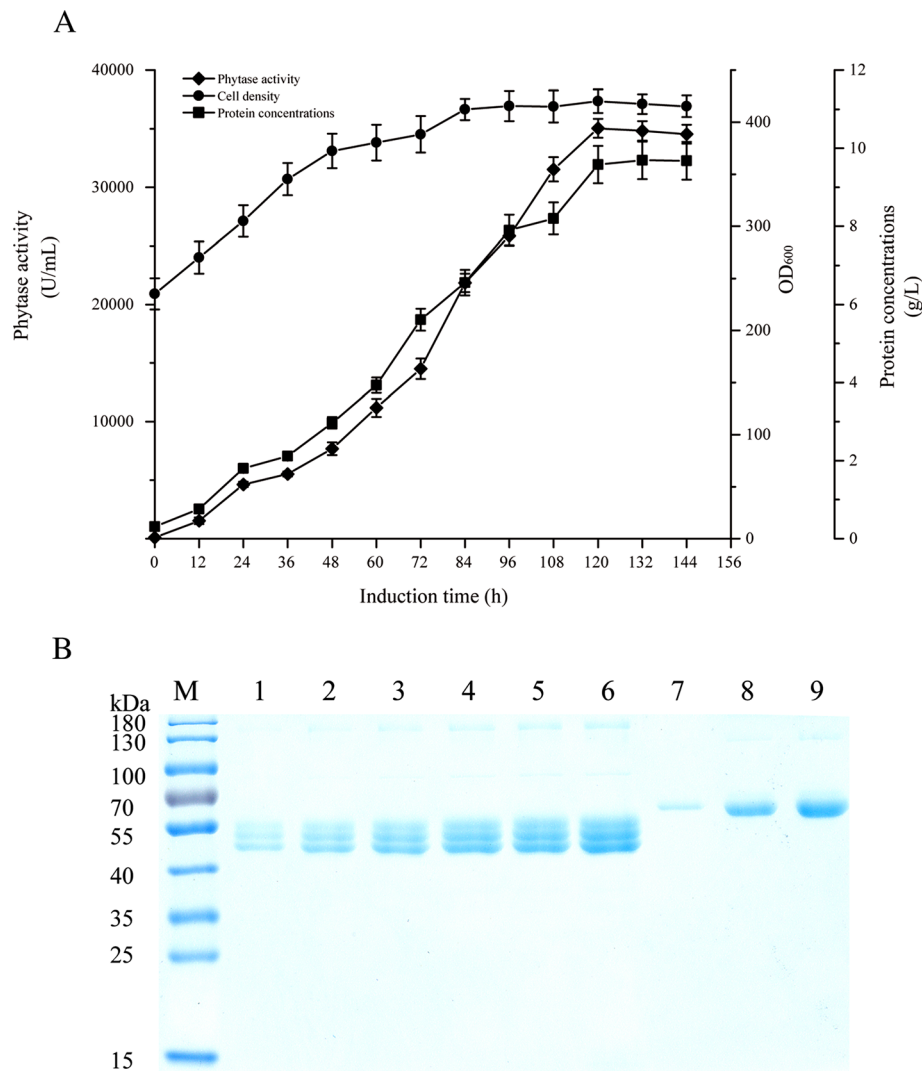 A
40000
30000
20000
10000
Phytase activity
(U/mL)
Phytase activity
Cell density
Protein concentrations
400
300
200
100
0
OD600
12
10
8
6
4
2
0
Protein concentrations
(g/L)
0 12 24 36 48 60 72 84 96 108 120 132 144 156
Induction time (h)
B
kDa M 1 2 3 4 5 6 7 8 9
180
130
100
70
55
40
35
25
15